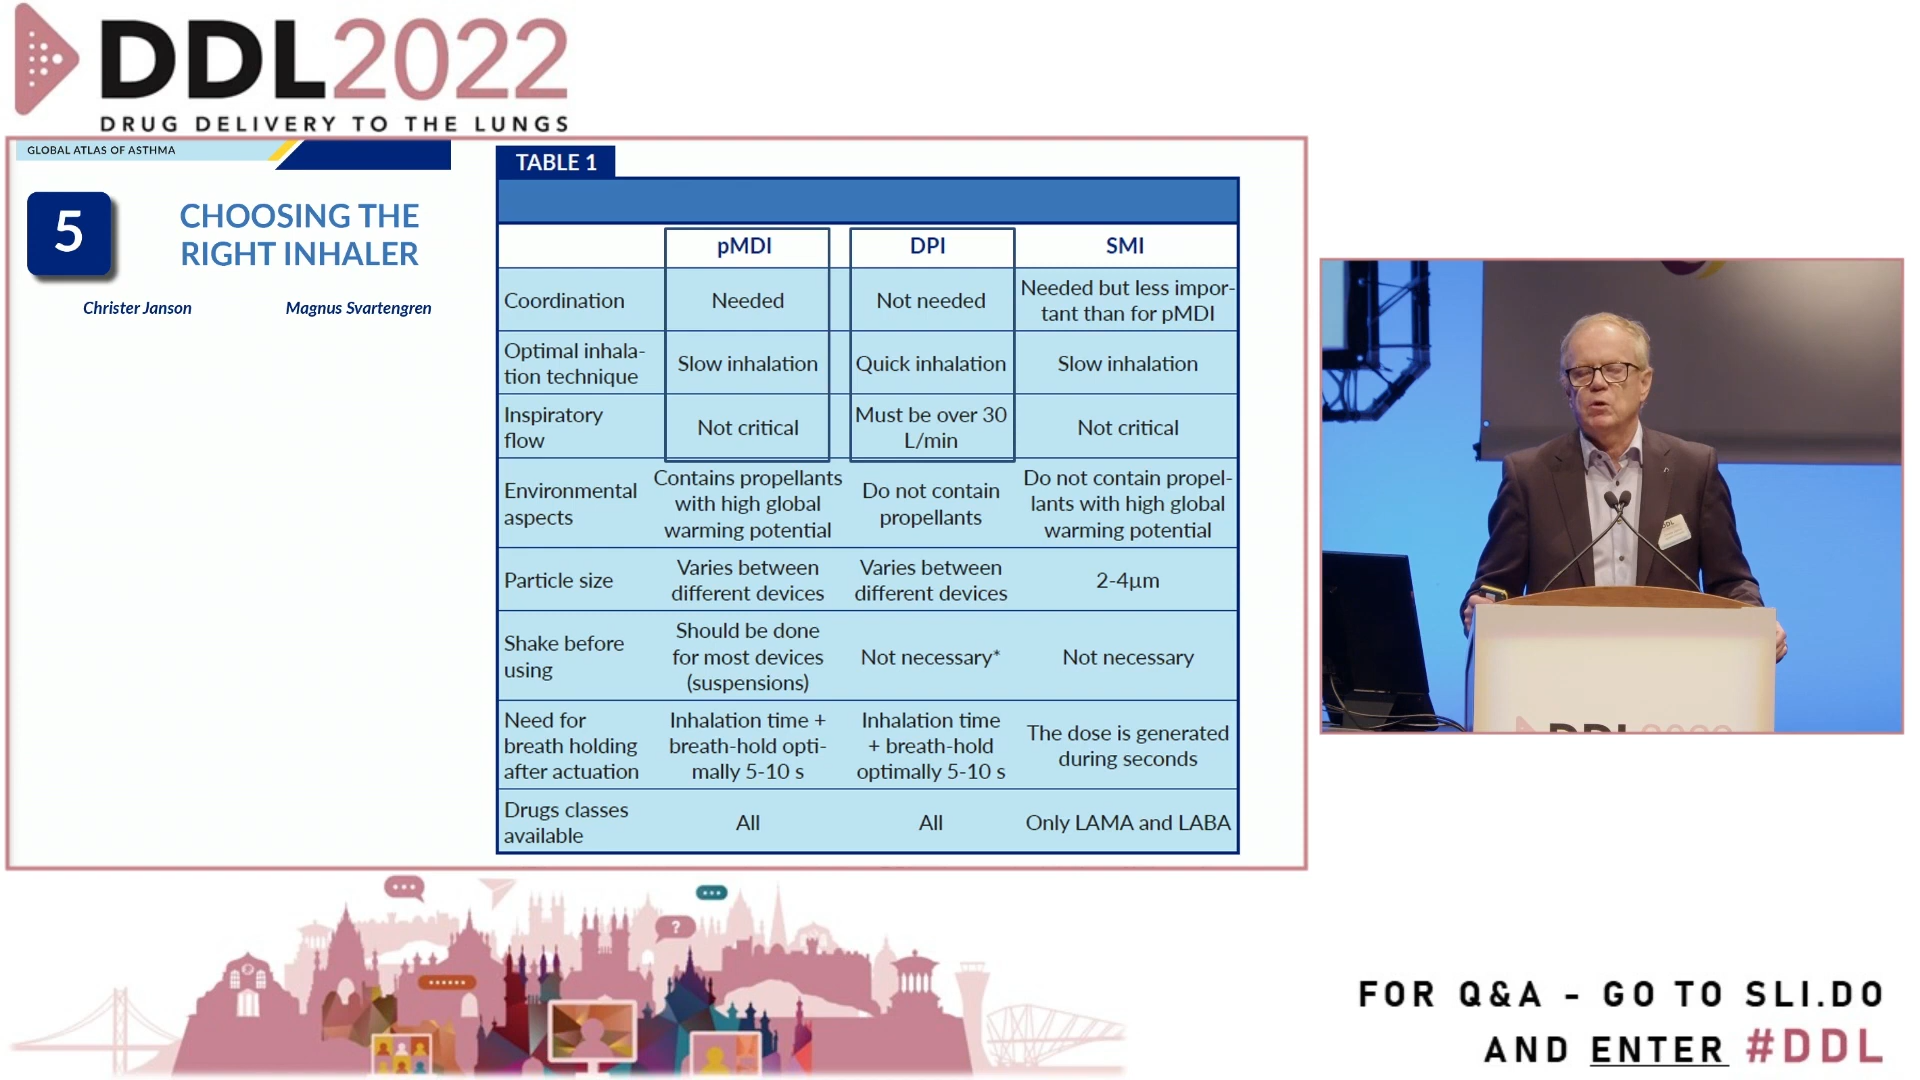 DDL2022
DRUG DELIVERY TO THE LUNGS
GLOBAL ATLAS OF ASTHMA
5
CHOOSING THE
RIGHT INHALER
Christer Janson
Magnus Svartengren
TABLE 1
pMDI
DPI
SMI
Coordination
Needed
Not needed
Needed but less impor-
tant than for pMDI
Optimal inhala-
tion technique
Slow inhalation
Quick inhalation
Slow inhalation
Inspiratory
flow
Not critical
Must be over 30
L/min
Not critical
Environmental
aspects
Contains propellants
with high global
warming potential
Do not contain
propellants
Do not contain propel-
lants with high global
warming potential
Particle size
Varies between
different devices
Varies between
different devices
2-4µm
Shake before
using
Should be done
for most devices
(suspensions)
Not necessary*
Not necessary
Need for
breath holding
after actuation
Inhalation time +
breath-hold opti-
mally 5-10 s
Inhalation time
+ breath-hold
optimally 5-10 s
The dose is generated
during seconds
Drugs classes
available
All
All
Only LAMA and LABA
DDL
DDL2022
?
FOR Q&A - GO TO SLI.DO
AND ENTER #DDL